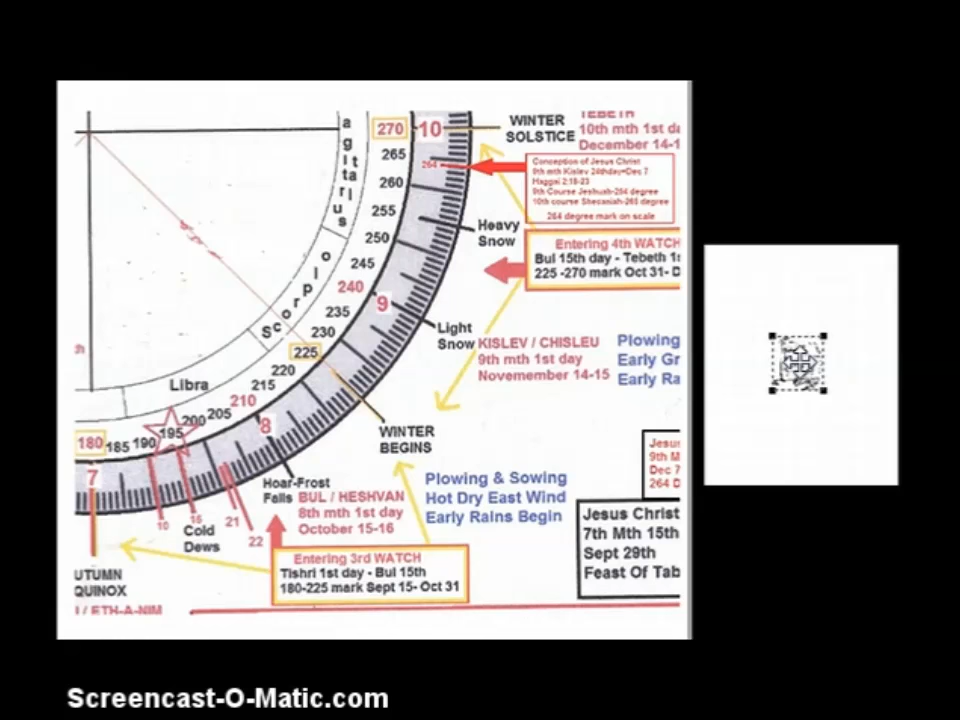 WINTER
SOLSTICE
TEBETH
10th mth 1st da
December 14-1
270
10
265
264
260
255
250
245
240
235
230
225
220
215
210
205
200
195
190
185
180
9
8
7
Sagittarius
Scorpio
Libra
Conception of Jesus Christ
9th mth Kislev 24thday=Dec 7
Haggai 2:18-23
9th Course Jeshuah-264 degree
10th course Shecaniah-265 degree
264 degree mark on scale
Heavy
Snow
Entering 4th WATCH
Bul 15th day - Tebeth 1s
225 -270 mark Oct 31- D
Light
Snow
KISLEV / CHISLEU
9th mth 1st day
Novemember 14-15
Plowing
Early Gr
Early Ra
WINTER
BEGINS
Plowing & Sowing
Hot Dry East Wind
Early Rains Begin
Jesus
9th M
Dec 7
264 D
Hoar-Frost
Falls
BUL / HESHVAN
8th mth 1st day
October 15-16
10
15
21
22
Cold
Dews
Entering 3rd WATCH
Tishri 1st day - Bul 15th
180-225 mark Sept 15- Oct 31
Jesus Christ
7th Mth 15th
Sept 29th
Feast Of Tab
UTUMN
QUINOX
I / ETH-A-NIM
Screencast-O-Matic.com